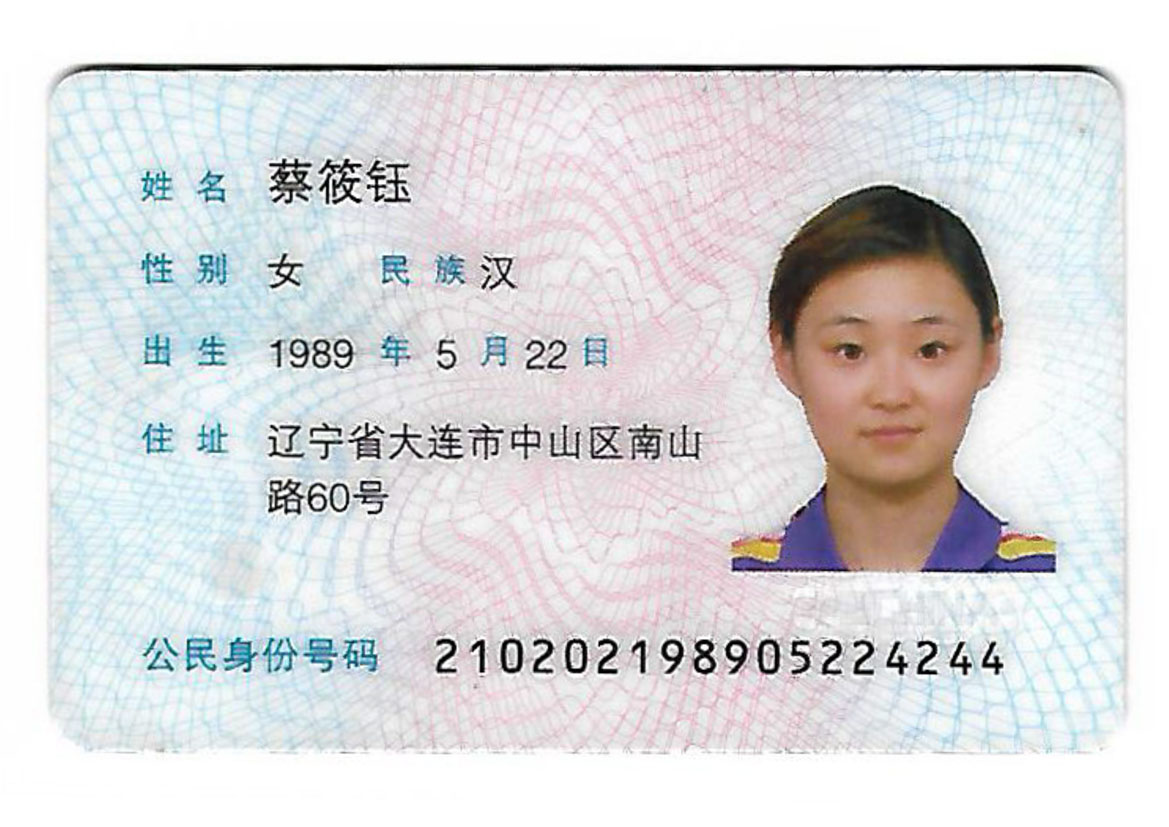 姓名 蔡筱钰
性别 女 民族 汉
出生 1989 年 5 月 22 日
住址 辽宁省大连市中山区南山
路60号
公民身份号码 210202198905224244